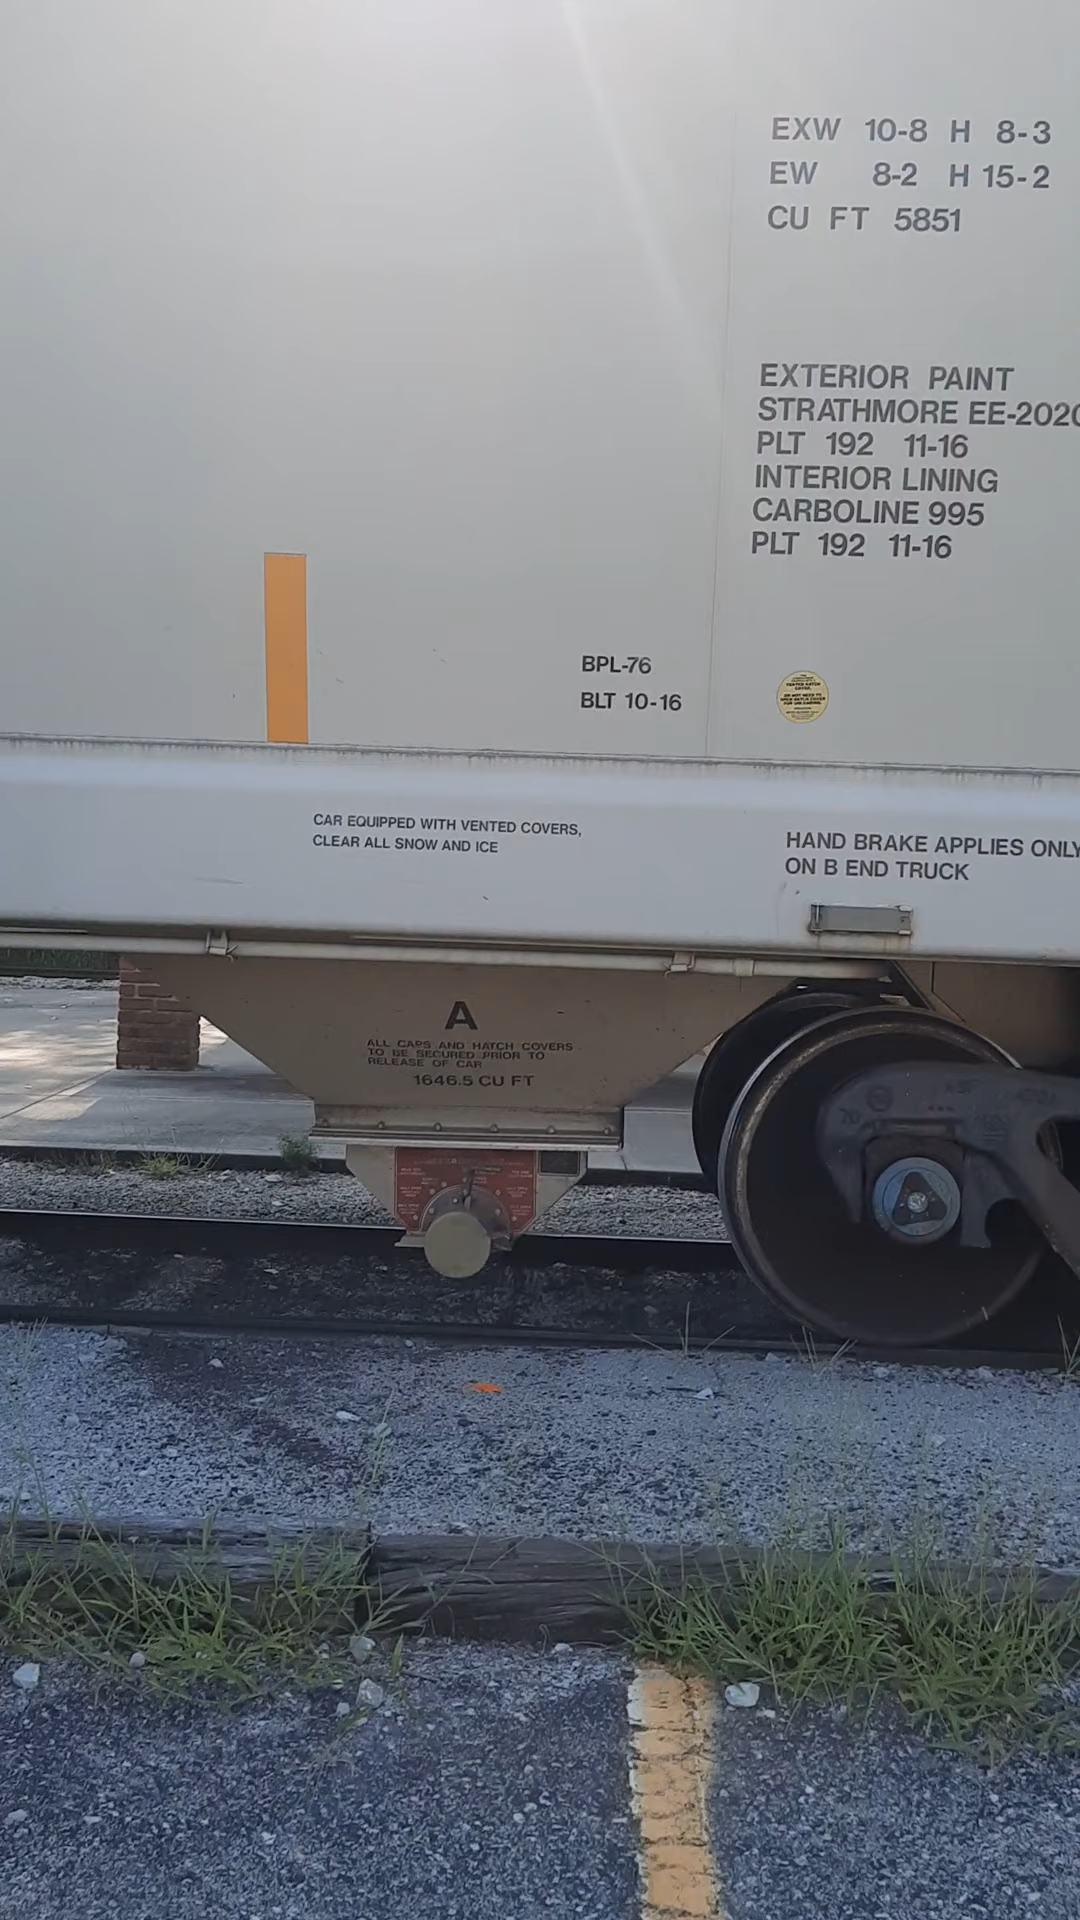 EXW 10-8 H 8-3
EW 8-2 H 15-2
CU FT 5851
EXTERIOR PAINT
STRATHMORE EE-2020
PLT 192 11-16
INTERIOR LINING
CARBOLINE 995
PLT 192 11-16
BPL-76
BLT 10-16
CAR EQUIPPED WITH VENTED COVERS,
CLEAR ALL SNOW AND ICE
HAND BRAKE APPLIES ONLY
ON B END TRUCK
A
ALL CAPS AND HATCH COVERS
TO BE SECURED PRIOR TO
RELEASE OF CAR
1646.5 CU FT